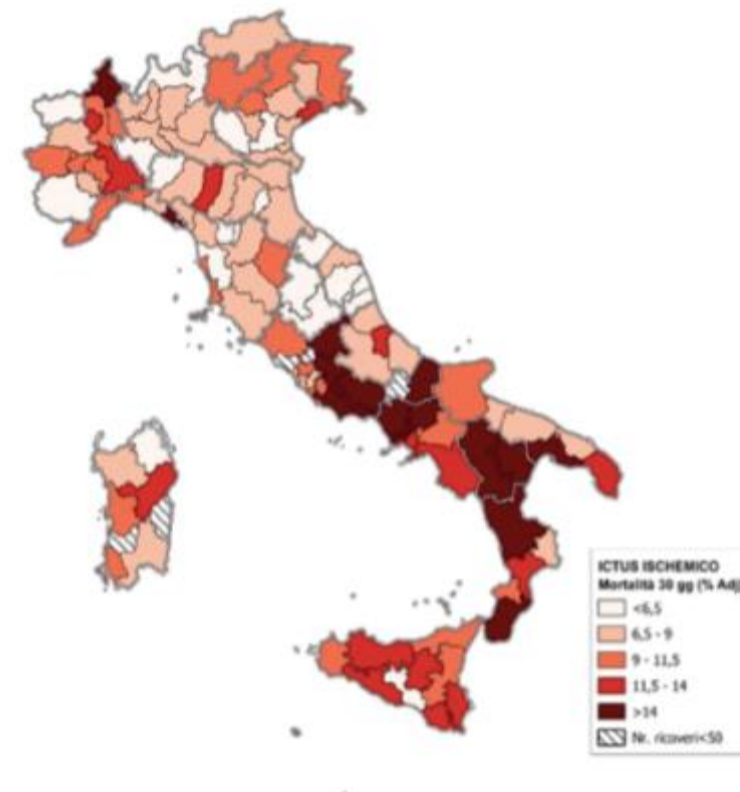 ICTUS ISCHEMICO
Mortalità 30 gg (% Adj)
<6,5
6,5 - 9
9 - 11,5
11,5 - 14
>14
Nr. ricoveri<50